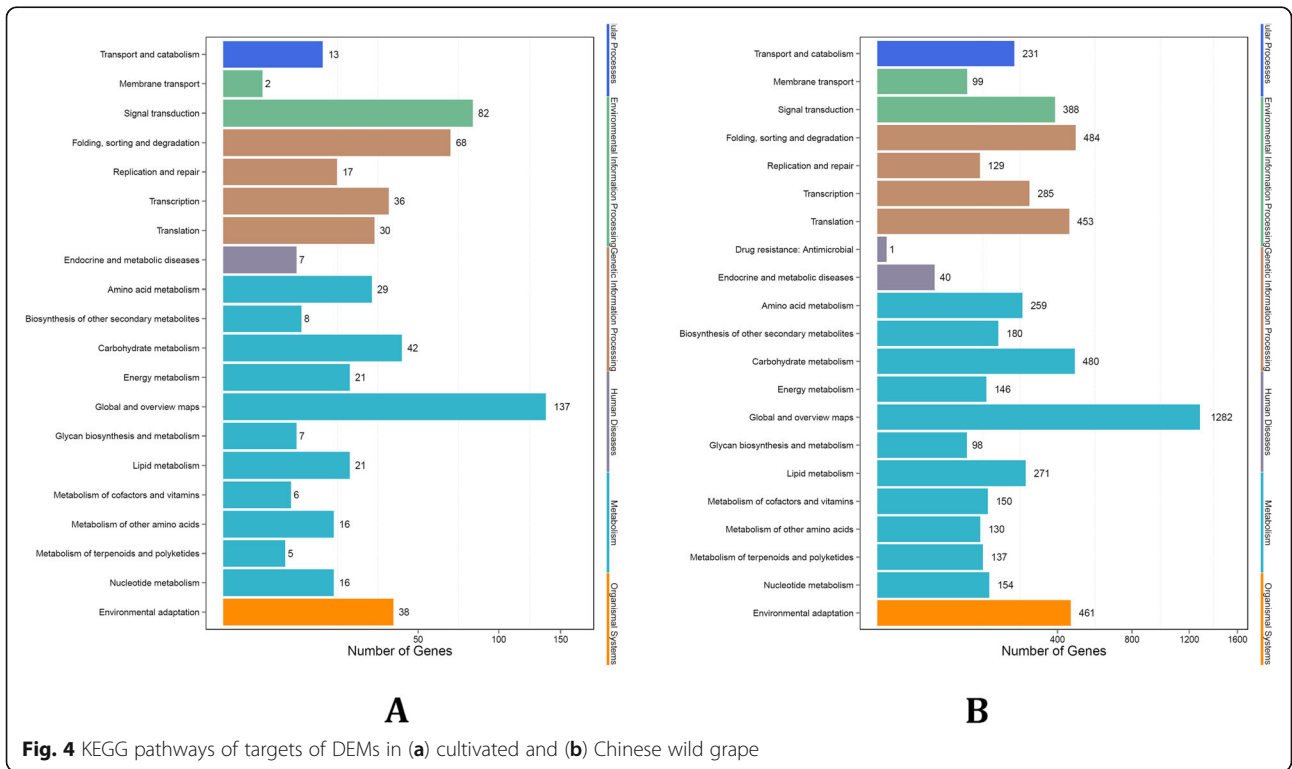 Transport and catabolism 13
Membrane transport 2
Signal transduction 82
Folding, sorting and degradation 68
Replication and repair 17
Transcription 36
Translation 30
Endocrine and metabolic diseases 7
Amino acid metabolism 29
Biosynthesis of other secondary metabolites 8
Carbohydrate metabolism 42
Energy metabolism 21
Global and overview maps 137
Glycan biosynthesis and metabolism 7
Lipid metabolism 21
Metabolism of cofactors and vitamins 6
Metabolism of other amino acids 16
Metabolism of terpenoids and polyketides 5
Nucleotide metabolism 16
Environmental adaptation 38
50 100 150
Number of Genes
ular Processes
Environmental Information Processing
Genetic Information Processing
Human Diseases
Metabolism
Organismal Systems
A
Transport and catabolism 231
Membrane transport 99
Signal transduction 388
Folding, sorting and degradation 484
Replication and repair 129
Transcription 285
Translation 453
Drug resistance: Antimicrobial 1
Endocrine and metabolic diseases 40
Amino acid metabolism 259
Biosynthesis of other secondary metabolites 180
Carbohydrate metabolism 480
Energy metabolism 146
Global and overview maps 1282
Glycan biosynthesis and metabolism 98
Lipid metabolism 271
Metabolism of cofactors and vitamins 150
Metabolism of other amino acids 130
Metabolism of terpenoids and polyketides 137
Nucleotide metabolism 154
Environmental adaptation 461
400 800 1200 1600
Number of Genes
ular Processes
Environmental Information Processing
Genetic Information Processing
Human Diseases
Metabolism
Organismal Systems
B
Fig. 4 KEGG pathways of targets of DEMs in (a) cultivated and (b) Chinese wild grape